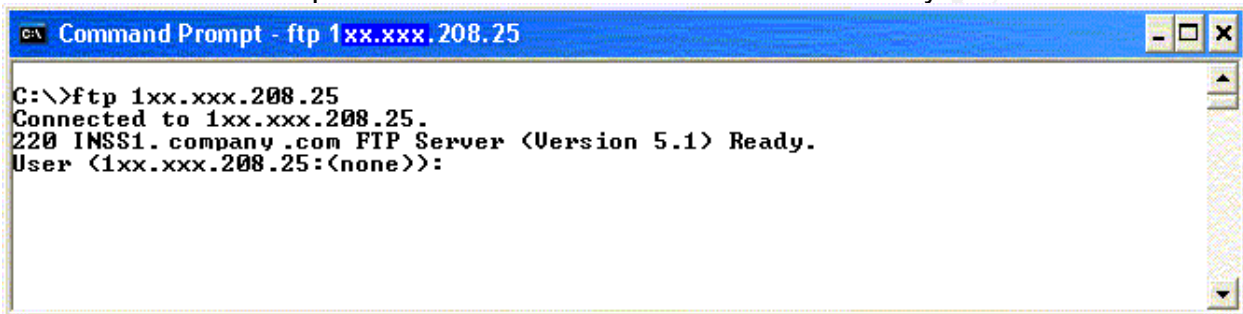 Command Prompt - ftp 1xx.xxx.208.25
C:\>ftp 1xx.xxx.208.25
Connected to 1xx.xxx.208.25.
220 INSS1.company.com FTP Server (Version 5.1) Ready.
User (1xx.xxx.208.25:(none)):